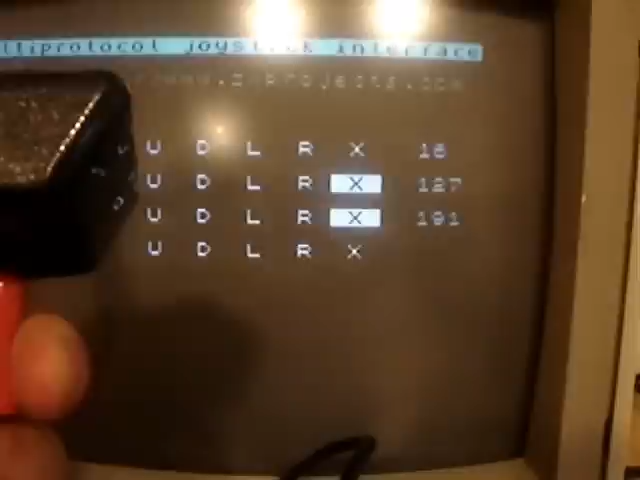 ltiprotocol joystick interface
U D L R X 16
U D L R X 127
U D L R X 191
U D L R X